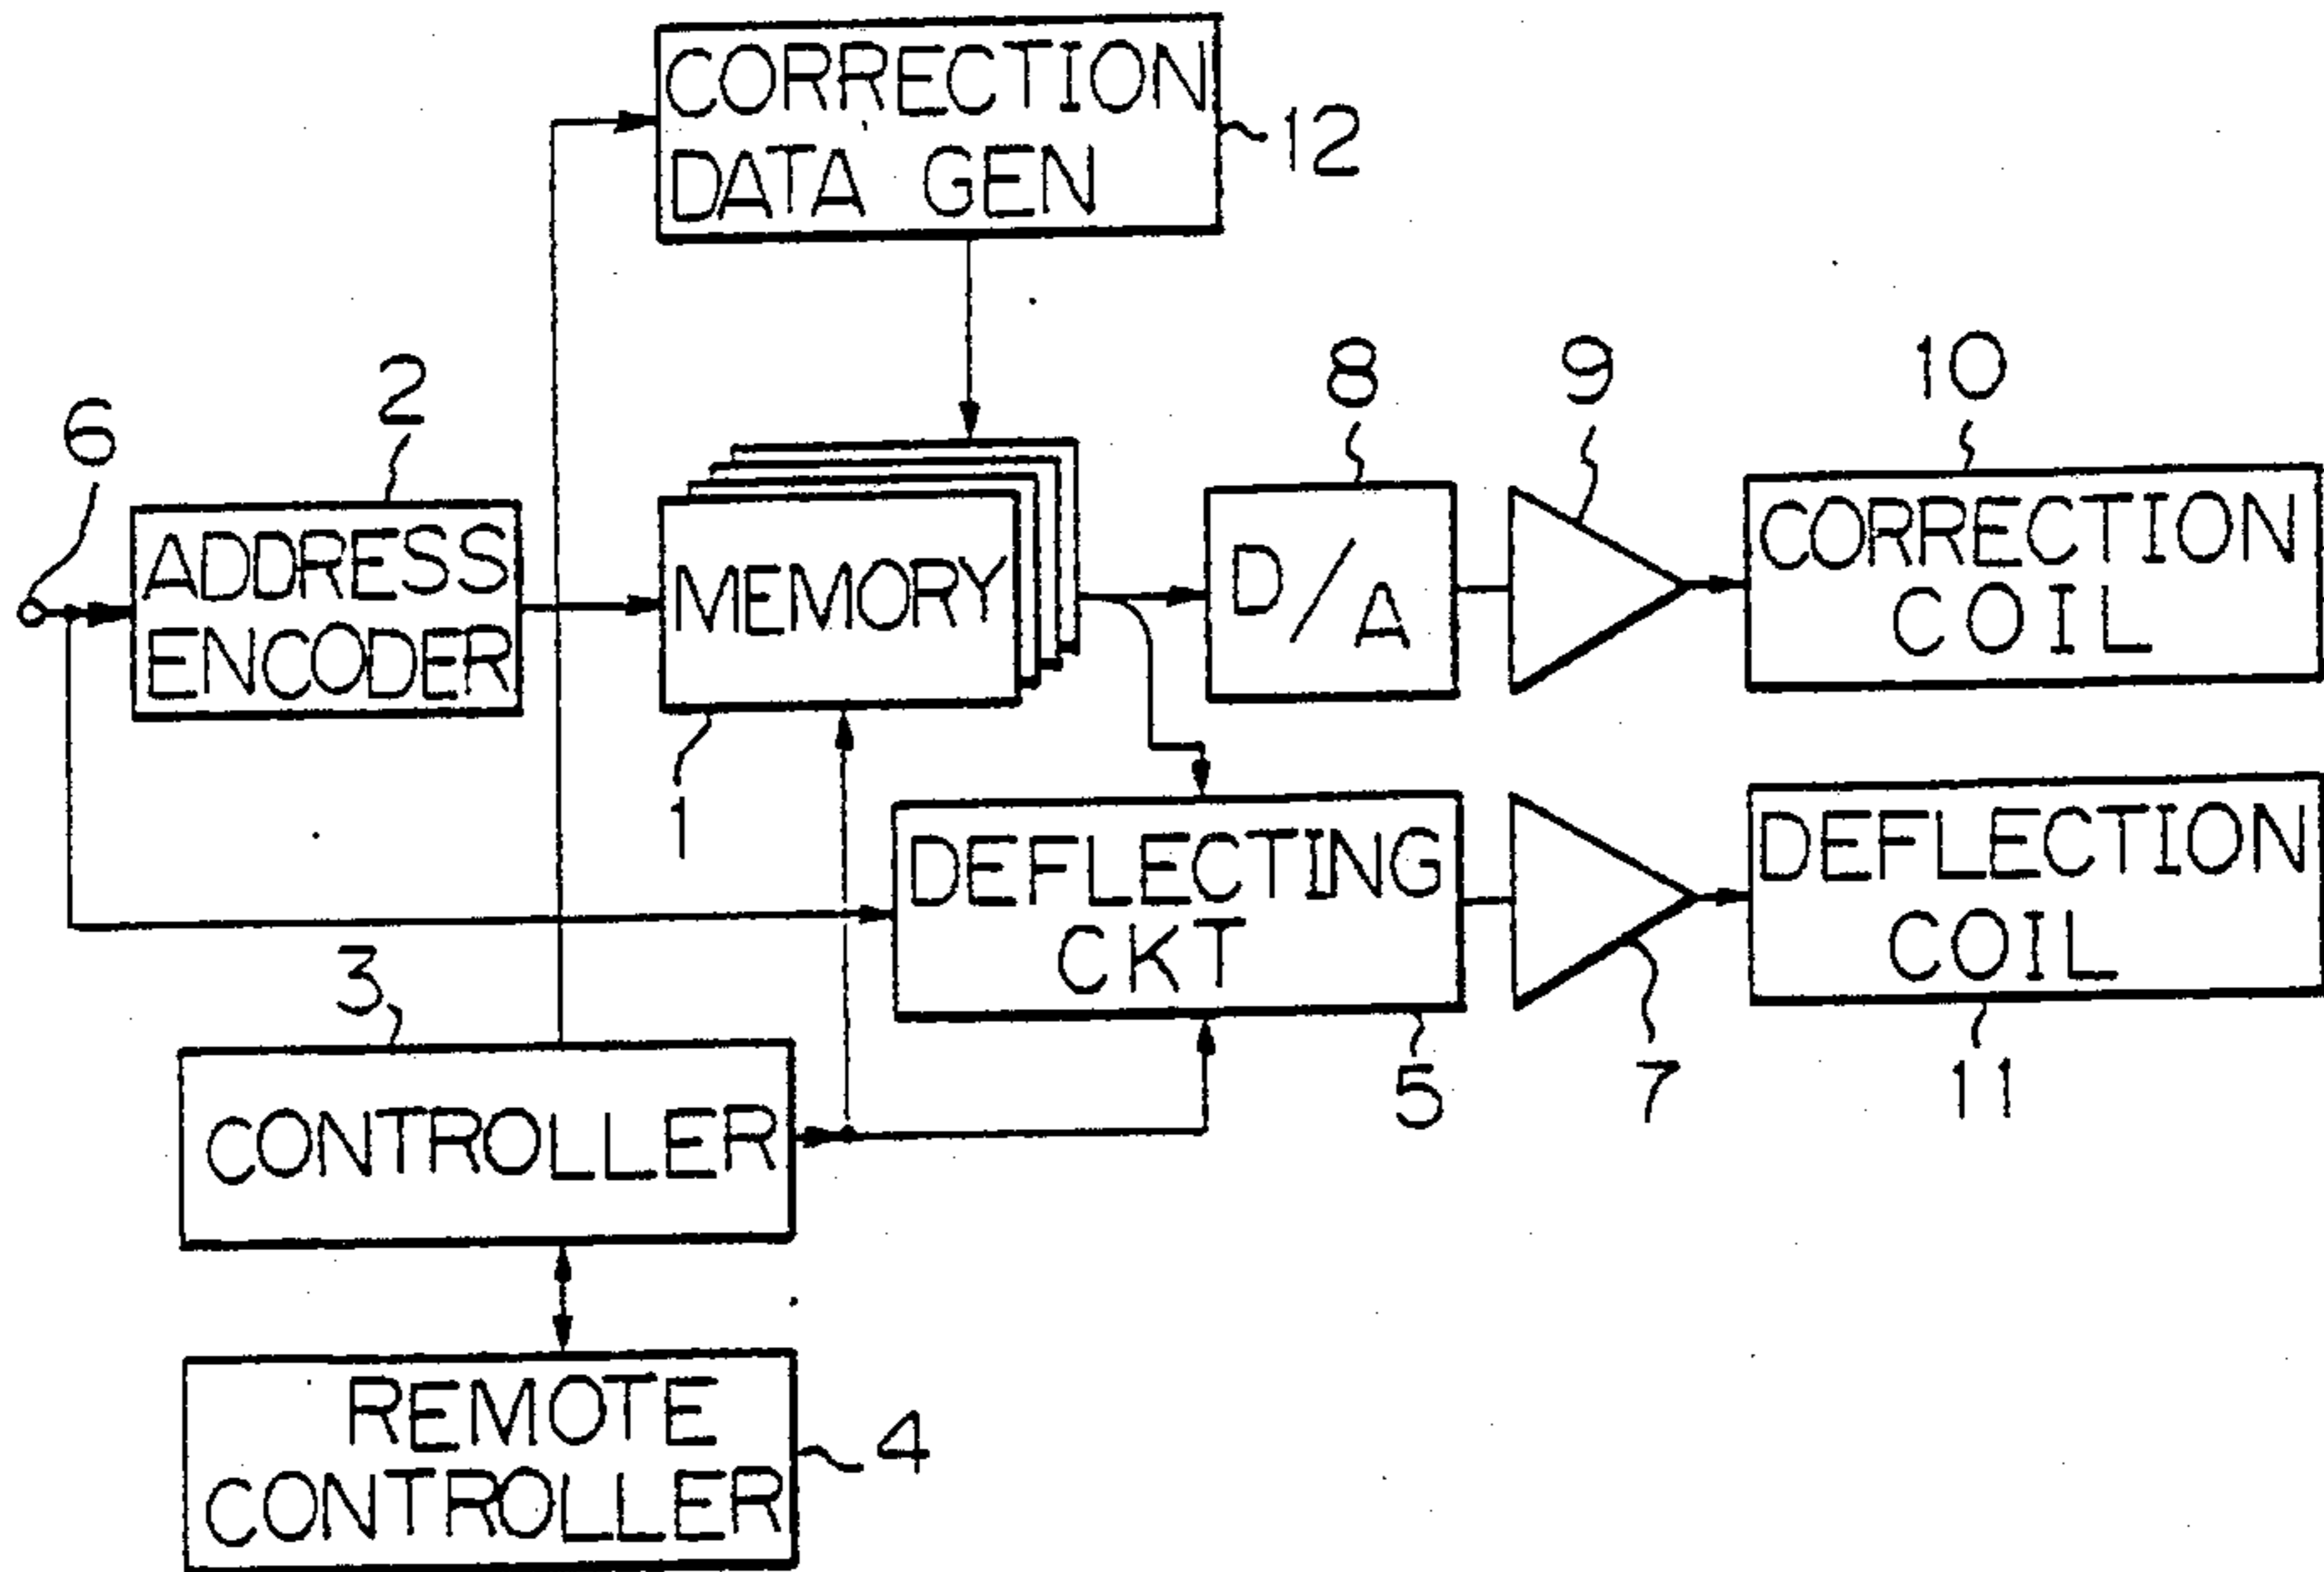 CORRECTION
DATA GEN
12
6
2
8
9
10
ADDRESS
ENCODER
MEMORY
D/A
CORRECTION
COIL
1
DEFLECTING
CKT
DEFLECTION
COIL
3
5
7
11
CONTROLLER
REMOTE
CONTROLLER
4